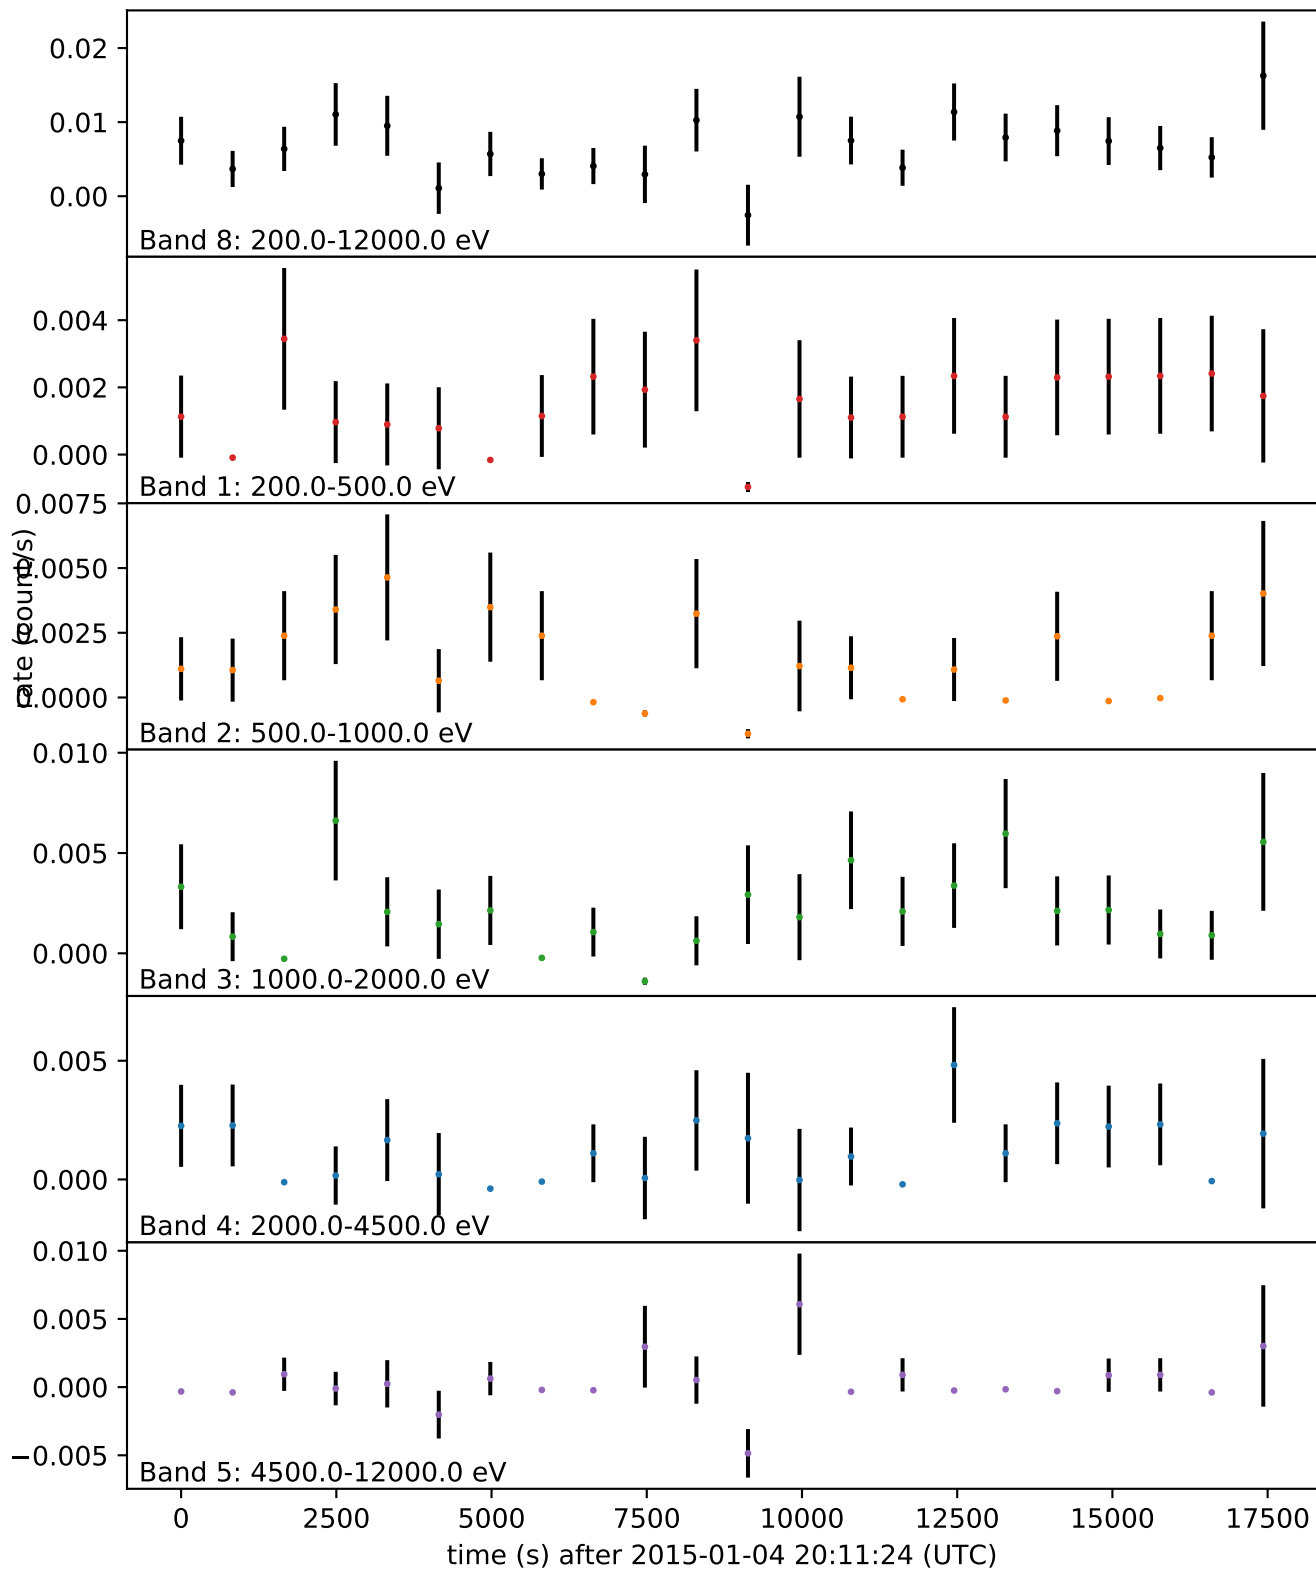 0.02
0.01
0.00
Band 8: 200.0-12000.0 eV
0.004
0.002
0.000
Band 1: 200.0-500.0 eV
0.0075
0.0050
0.0025
0.0000
rate (count/s)
Band 2: 500.0-1000.0 eV
0.010
0.005
0.000
Band 3: 1000.0-2000.0 eV
0.005
0.000
Band 4: 2000.0-4500.0 eV
0.010
0.005
0.000
−0.005
Band 5: 4500.0-12000.0 eV
0 2500 5000 7500 10000 12500 15000 17500
time (s) after 2015-01-04 20:11:24 (UTC)